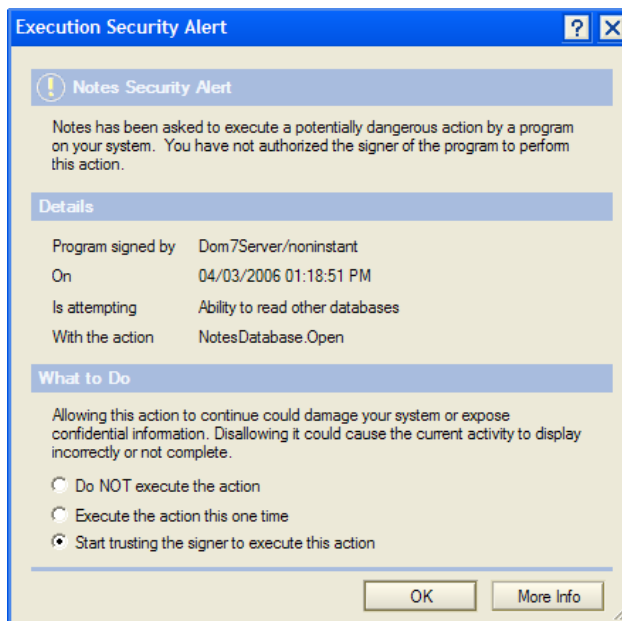 Execution Security Alert
Notes Security Alert
Notes has been asked to execute a potentially dangerous action by a program
on your system. You have not authorized the signer of the program to perform
this action.
Details
Program signed by Dom7Server/noninstant
On 04/03/2006 01:18:51 PM
Is attempting Ability to read other databases
With the action NotesDatabase.Open
What to Do
Allowing this action to continue could damage your system or expose
confidential information. Disallowing it could cause the current activity to display
incorrectly or not complete.
Do NOT execute the action
Execute the action this one time
Start trusting the signer to execute this action
OK More Info